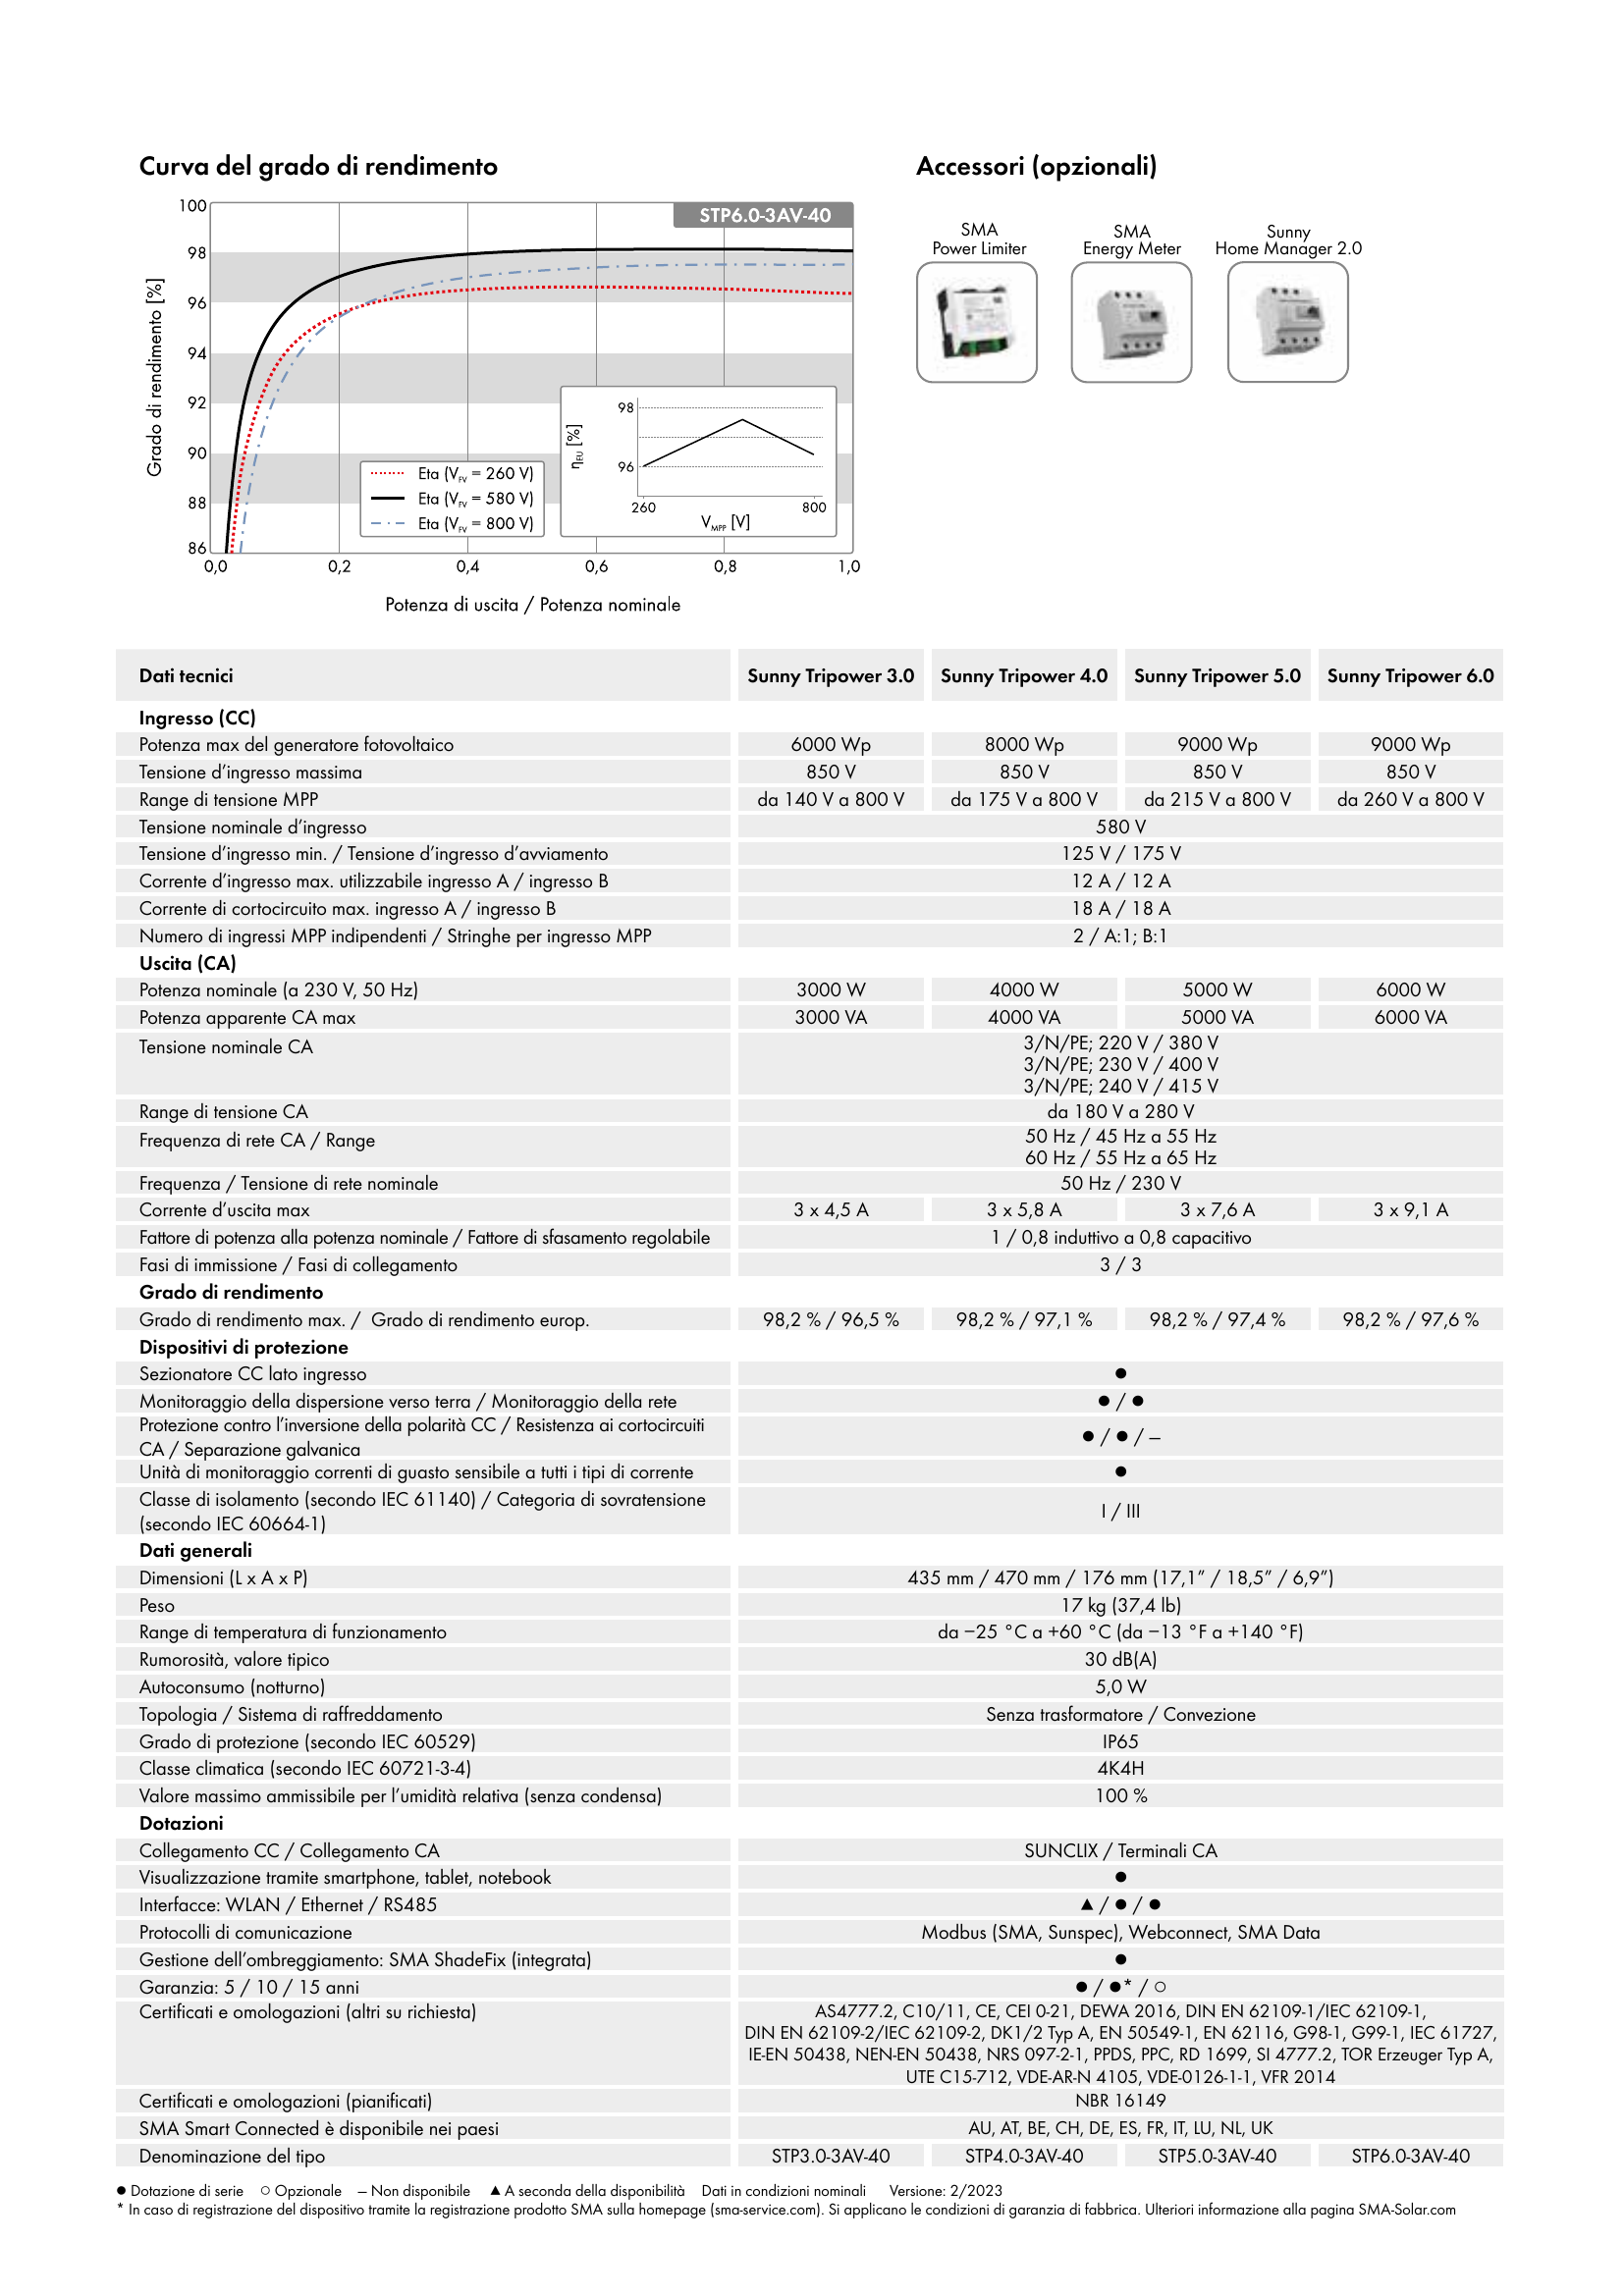 Curva del grado di rendimento
STP6.0-3AV-40
100
98
96
94
92
90
88
86
Grado di rendimento [%]
0,0
0,2
0,4
0,6
0,8
1,0
Potenza di uscita / Potenza nominale
Eta (VFV = 260 V)
Eta (VFV = 580 V)
Eta (VFV = 800 V)
98
96
ηEU [%]
260
800
VMPP [V]
Accessori (opzionali)
SMA
Power Limiter
SMA
Energy Meter
Sunny
Home Manager 2.0
Dati tecnici Sunny Tripower 3.0 Sunny Tripower 4.0 Sunny Tripower 5.0 Sunny Tripower 6.0
Ingresso (CC)
Potenza max del generatore fotovoltaico 6000 Wp 8000 Wp 9000 Wp 9000 Wp
Tensione d’ingresso massima 850 V 850 V 850 V 850 V
Range di tensione MPP da 140 V a 800 V da 175 V a 800 V da 215 V a 800 V da 260 V a 800 V
Tensione nominale d’ingresso 580 V
Tensione d’ingresso min. / Tensione d’ingresso d’avviamento 125 V / 175 V
Corrente d’ingresso max. utilizzabile ingresso A / ingresso B 12 A / 12 A
Corrente di cortocircuito max. ingresso A / ingresso B 18 A / 18 A
Numero di ingressi MPP indipendenti / Stringhe per ingresso MPP 2 / A:1; B:1
Uscita (CA)
Potenza nominale (a 230 V, 50 Hz) 3000 W 4000 W 5000 W 6000 W
Potenza apparente CA max 3000 VA 4000 VA 5000 VA 6000 VA
Tensione nominale CA 3/N/PE; 220 V / 380 V
3/N/PE; 230 V / 400 V
3/N/PE; 240 V / 415 V
Range di tensione CA da 180 V a 280 V
Frequenza di rete CA / Range 50 Hz / 45 Hz a 55 Hz
60 Hz / 55 Hz a 65 Hz
Frequenza / Tensione di rete nominale 50 Hz / 230 V
Corrente d’uscita max 3 x 4,5 A 3 x 5,8 A 3 x 7,6 A 3 x 9,1 A
Fattore di potenza alla potenza nominale / Fattore di sfasamento regolabile 1 / 0,8 induttivo a 0,8 capacitivo
Fasi di immissione / Fasi di collegamento 3 / 3
Grado di rendimento
Grado di rendimento max. / Grado di rendimento europ. 98,2 % / 96,5 % 98,2 % / 97,1 % 98,2 % / 97,4 % 98,2 % / 97,6 %
Dispositivi di protezione
Sezionatore CC lato ingresso ●
Monitoraggio della dispersione verso terra / Monitoraggio della rete ● / ●
Protezione contro l’inversione della polarità CC / Resistenza ai cortocircuiti
CA / Separazione galvanica ● / ● / –
Unità di monitoraggio correnti di guasto sensibile a tutti i tipi di corrente ●
Classe di isolamento (secondo IEC 61140) / Categoria di sovratensione
(secondo IEC 60664-1) I / III
Dati generali
Dimensioni (L x A x P) 435 mm / 470 mm / 176 mm (17,1” / 18,5” / 6,9”)
Peso 17 kg (37,4 lb)
Range di temperatura di funzionamento da −25 °C a +60 °C (da −13 °F a +140 °F)
Rumorosità, valore tipico 30 dB(A)
Autoconsumo (notturno) 5,0 W
Topologia / Sistema di raffreddamento Senza trasformatore / Convezione
Grado di protezione (secondo IEC 60529) IP65
Classe climatica (secondo IEC 60721-3-4) 4K4H
Valore massimo ammissibile per l’umidità relativa (senza condensa) 100 %
Dotazioni
Collegamento CC / Collegamento CA SUNCLIX / Terminali CA
Visualizzazione tramite smartphone, tablet, notebook ●
Interfacce: WLAN / Ethernet / RS485 ▲ / ● / ●
Protocolli di comunicazione Modbus (SMA, Sunspec), Webconnect, SMA Data
Gestione dell’ombreggiamento: SMA ShadeFix (integrata) ●
Garanzia: 5 / 10 / 15 anni ● / ●* / ○
Certificati e omologazioni (altri su richiesta) AS4777.2, C10/11, CE, CEI 0-21, DEWA 2016, DIN EN 62109-1/IEC 62109-1,
DIN EN 62109-2/IEC 62109-2, DK1/2 Typ A, EN 50549-1, EN 62116, G98-1, G99-1, IEC 61727,
IE-EN 50438, NEN-EN 50438, NRS 097-2-1, PPDS, PPC, RD 1699, SI 4777.2, TOR Erzeuger Typ A,
UTE C15-712, VDE-AR-N 4105, VDE-0126-1-1, VFR 2014
Certificati e omologazioni (pianificati) NBR 16149
SMA Smart Connected è disponibile nei paesi AU, AT, BE, CH, DE, ES, FR, IT, LU, NL, UK
Denominazione del tipo STP3.0-3AV-40 STP4.0-3AV-40 STP5.0-3AV-40 STP6.0-3AV-40
● Dotazione di serie ○ Opzionale – Non disponibile ▲ A seconda della disponibilità Dati in condizioni nominali Versione: 2/2023
* In caso di registrazione del dispositivo tramite la registrazione prodotto SMA sulla homepage (sma-service.com). Si applicano le condizioni di garanzia di fabbrica. Ulteriori informazione alla pagina SMA-Solar.com